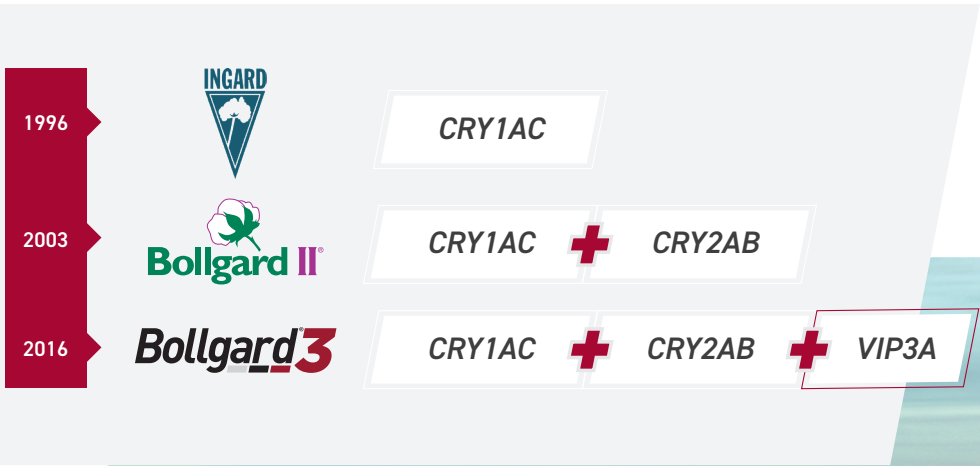 INGARD
1996
CRY1AC
2003
Bollgard II®
CRY1AC + CRY2AB
2016
Bollgard®3
CRY1AC + CRY2AB + VIP3A